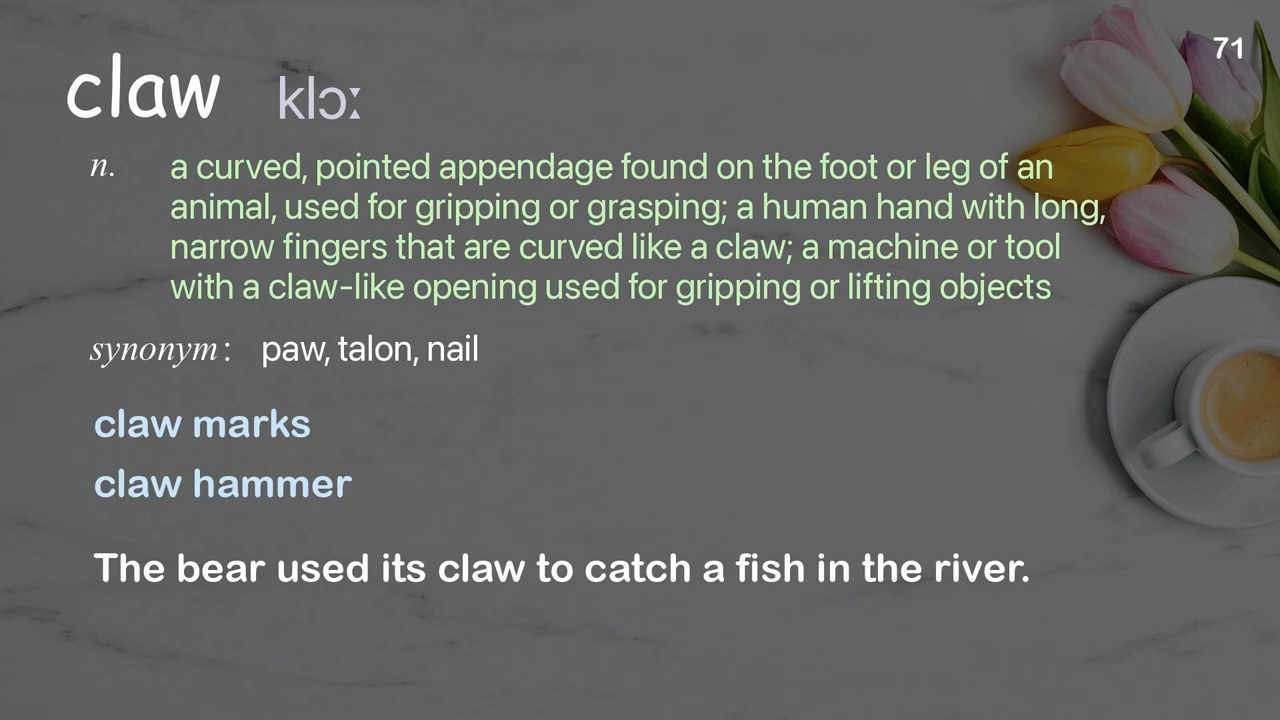 71
claw klɔː
n. a curved, pointed appendage found on the foot or leg of an
animal, used for gripping or grasping; a human hand with long,
narrow fingers that are curved like a claw; a machine or tool
with a claw-like opening used for gripping or lifting objects
synonym: paw, talon, nail
claw marks
claw hammer
The bear used its claw to catch a fish in the river.